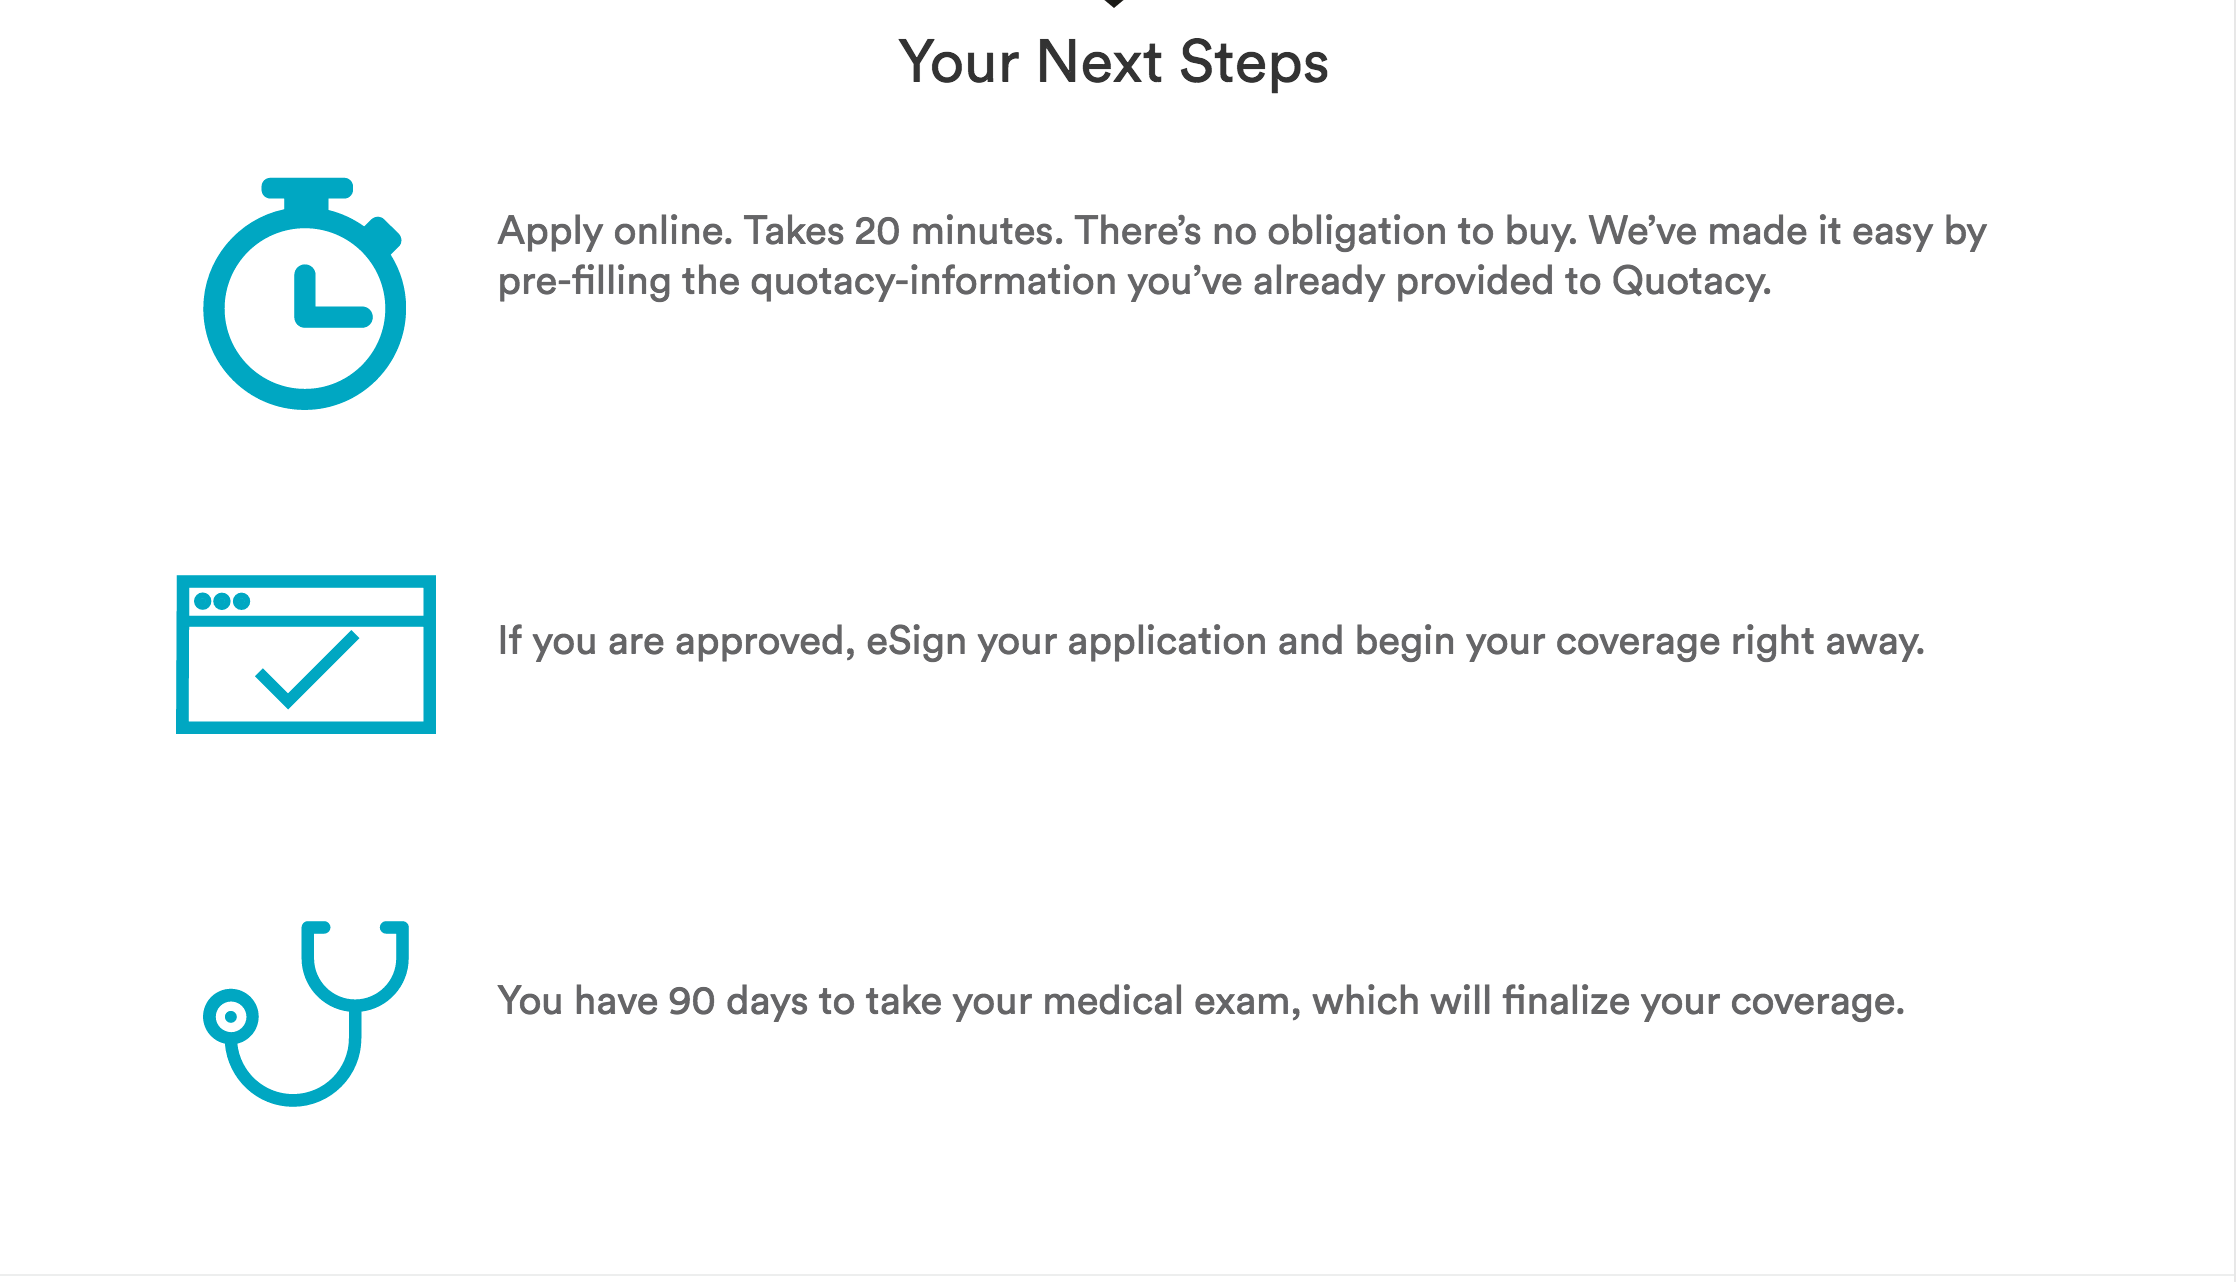 Your Next Steps
Apply online. Takes 20 minutes. There’s no obligation to buy. We’ve made it easy by
pre-filling the quotacy-information you’ve already provided to Quotacy.
If you are approved, eSign your application and begin your coverage right away.
You have 90 days to take your medical exam, which will finalize your coverage.